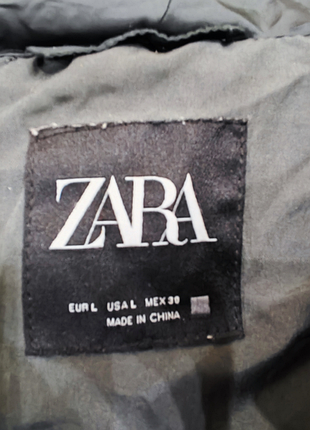 ZARA
EUR L USA L MEX 30
MADE IN CHINA